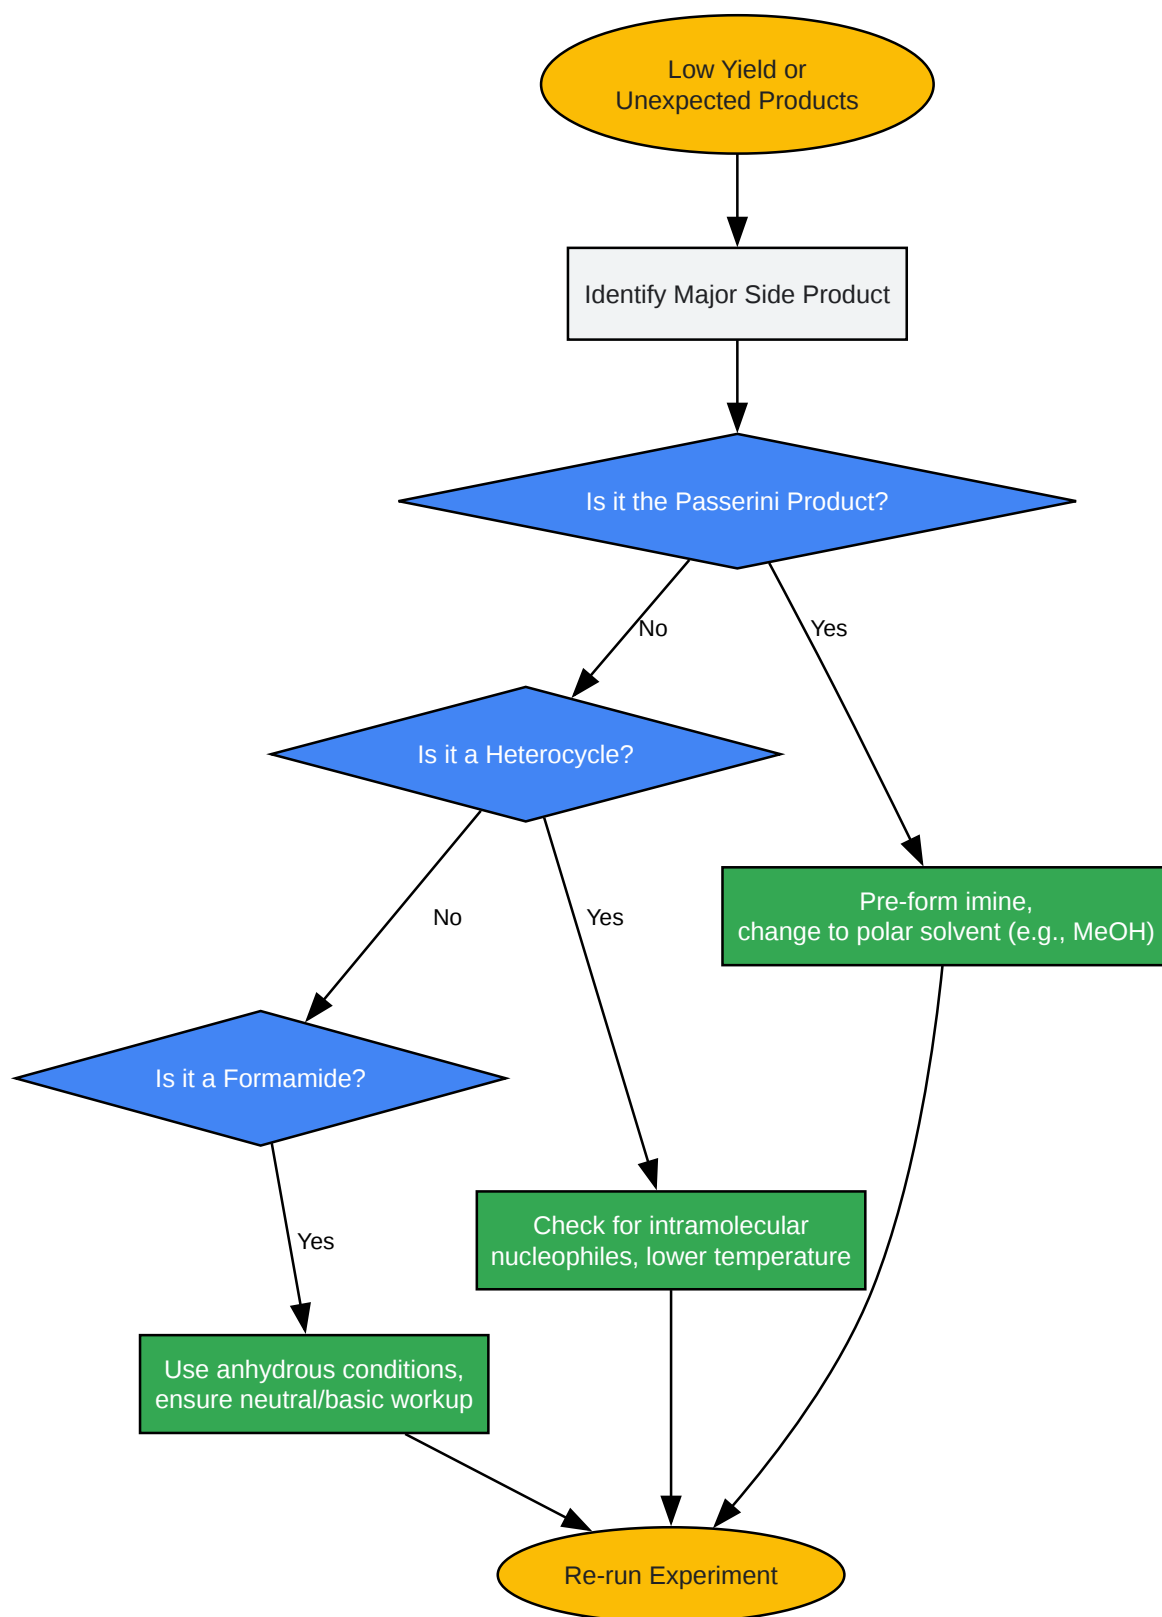 Low Yield or
Unexpected Products
Identify Major Side Product
Is it the Passerini Product?
No
Yes
Is it a Heterocycle?
Pre-form imine,
change to polar solvent (e.g., MeOH)
No
Yes
Is it a Formamide?
Check for intramolecular
nucleophiles, lower temperature
Yes
Use anhydrous conditions,
ensure neutral/basic workup
Re-run Experiment